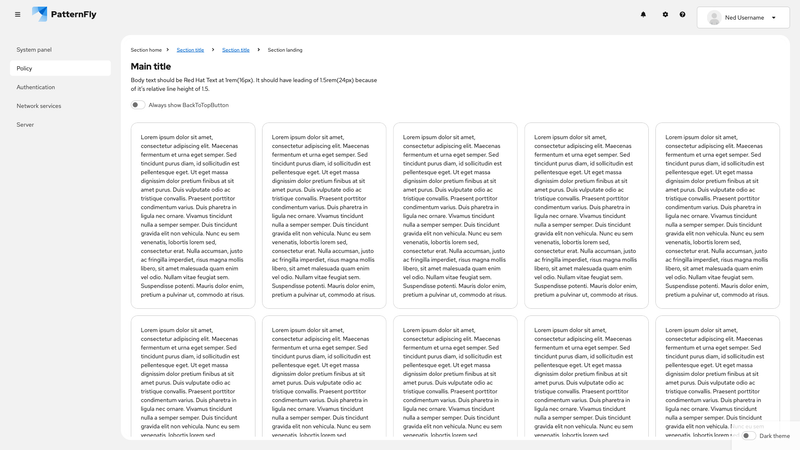 PatternFly
Ned Username
System panel
Policy
Authentication
Network services
Server
Section home
Section title
Section title
Section landing
Main title
Body text should be Red Hat Text at 1rem(16px). It should have leading of 1.5rem(24px) because
of it's relative line height of 1.5.
Always show BackToTopButton
Lorem ipsum dolor sit amet,
consectetur adipiscing elit. Maecenas
fermentum et urna eget semper. Sed
tincidunt purus diam, id sollicitudin est
pellentesque eget. Ut eget massa
dignissim dolor pretium finibus at sit
amet purus. Duis vulputate odio ac
tristique convallis. Praesent porttitor
condimentum varius. Duis pharetra in
ligula nec ornare. Vivamus tincidunt
nulla a semper semper. Duis tincidunt
gravida elit non vehicula. Nunc eu sem
venenatis, lobortis lorem sed,
consectetur erat. Nulla accumsan, justo
ac fringilla imperdiet, risus magna mollis
libero, sit amet malesuada quam enim
vel odio. Nullam vitae feugiat sem.
Suspendisse potenti. Mauris dolor enim,
pretium a pulvinar ut, commodo at risus.
Lorem ipsum dolor sit amet,
consectetur adipiscing elit. Maecenas
fermentum et urna eget semper. Sed
tincidunt purus diam, id sollicitudin est
pellentesque eget. Ut eget massa
dignissim dolor pretium finibus at sit
amet purus. Duis vulputate odio ac
tristique convallis. Praesent porttitor
condimentum varius. Duis pharetra in
ligula nec ornare. Vivamus tincidunt
nulla a semper semper. Duis tincidunt
gravida elit non vehicula. Nunc eu sem
venenatis, lobortis lorem sed,
consectetur erat. Nulla accumsan, justo
ac fringilla imperdiet, risus magna mollis
libero, sit amet malesuada quam enim
vel odio. Nullam vitae feugiat sem.
Suspendisse potenti. Mauris dolor enim,
pretium a pulvinar ut, commodo at risus.
Lorem ipsum dolor sit amet,
consectetur adipiscing elit. Maecenas
fermentum et urna eget semper. Sed
tincidunt purus diam, id sollicitudin est
pellentesque eget. Ut eget massa
dignissim dolor pretium finibus at sit
amet purus. Duis vulputate odio ac
tristique convallis. Praesent porttitor
condimentum varius. Duis pharetra in
ligula nec ornare. Vivamus tincidunt
nulla a semper semper. Duis tincidunt
gravida elit non vehicula. Nunc eu sem
venenatis, lobortis lorem sed,
consectetur erat. Nulla accumsan, justo
ac fringilla imperdiet, risus magna mollis
libero, sit amet malesuada quam enim
vel odio. Nullam vitae feugiat sem.
Suspendisse potenti. Mauris dolor enim,
pretium a pulvinar ut, commodo at risus.
Lorem ipsum dolor sit amet,
consectetur adipiscing elit. Maecenas
fermentum et urna eget semper. Sed
tincidunt purus diam, id sollicitudin est
pellentesque eget. Ut eget massa
dignissim dolor pretium finibus at sit
amet purus. Duis vulputate odio ac
tristique convallis. Praesent porttitor
condimentum varius. Duis pharetra in
ligula nec ornare. Vivamus tincidunt
nulla a semper semper. Duis tincidunt
gravida elit non vehicula. Nunc eu sem
venenatis, lobortis lorem sed,
consectetur erat. Nulla accumsan, justo
ac fringilla imperdiet, risus magna mollis
libero, sit amet malesuada quam enim
vel odio. Nullam vitae feugiat sem.
Suspendisse potenti. Mauris dolor enim,
pretium a pulvinar ut, commodo at risus.
Lorem ipsum dolor sit amet,
consectetur adipiscing elit. Maecenas
fermentum et urna eget semper. Sed
tincidunt purus diam, id sollicitudin est
pellentesque eget. Ut eget massa
dignissim dolor pretium finibus at sit
amet purus. Duis vulputate odio ac
tristique convallis. Praesent porttitor
condimentum varius. Duis pharetra in
ligula nec ornare. Vivamus tincidunt
nulla a semper semper. Duis tincidunt
gravida elit non vehicula. Nunc eu sem
venenatis, lobortis lorem sed,
consectetur erat. Nulla accumsan, justo
ac fringilla imperdiet, risus magna mollis
libero, sit amet malesuada quam enim
vel odio. Nullam vitae feugiat sem.
Suspendisse potenti. Mauris dolor enim,
pretium a pulvinar ut, commodo at risus.
Lorem ipsum dolor sit amet,
consectetur adipiscing elit. Maecenas
fermentum et urna eget semper. Sed
tincidunt purus diam, id sollicitudin est
pellentesque eget. Ut eget massa
dignissim dolor pretium finibus at sit
amet purus. Duis vulputate odio ac
tristique convallis. Praesent porttitor
condimentum varius. Duis pharetra in
ligula nec ornare. Vivamus tincidunt
nulla a semper semper. Duis tincidunt
gravida elit non vehicula. Nunc eu sem
venenatis, lobortis lorem sed,
Lorem ipsum dolor sit amet,
consectetur adipiscing elit. Maecenas
fermentum et urna eget semper. Sed
tincidunt purus diam, id sollicitudin est
pellentesque eget. Ut eget massa
dignissim dolor pretium finibus at sit
amet purus. Duis vulputate odio ac
tristique convallis. Praesent porttitor
condimentum varius. Duis pharetra in
ligula nec ornare. Vivamus tincidunt
nulla a semper semper. Duis tincidunt
gravida elit non vehicula. Nunc eu sem
venenatis, lobortis lorem sed,
Lorem ipsum dolor sit amet,
consectetur adipiscing elit. Maecenas
fermentum et urna eget semper. Sed
tincidunt purus diam, id sollicitudin est
pellentesque eget. Ut eget massa
dignissim dolor pretium finibus at sit
amet purus. Duis vulputate odio ac
tristique convallis. Praesent porttitor
condimentum varius. Duis pharetra in
ligula nec ornare. Vivamus tincidunt
nulla a semper semper. Duis tincidunt
gravida elit non vehicula. Nunc eu sem
venenatis, lobortis lorem sed,
Lorem ipsum dolor sit amet,
consectetur adipiscing elit. Maecenas
fermentum et urna eget semper. Sed
tincidunt purus diam, id sollicitudin est
pellentesque eget. Ut eget massa
dignissim dolor pretium finibus at sit
amet purus. Duis vulputate odio ac
tristique convallis. Praesent porttitor
condimentum varius. Duis pharetra in
ligula nec ornare. Vivamus tincidunt
nulla a semper semper. Duis tincidunt
gravida elit non vehicula. Nunc eu sem
venenatis, lobortis lorem sed,
Lorem ipsum dolor sit amet,
consectetur adipiscing elit. Maecenas
fermentum et urna eget semper. Sed
tincidunt purus diam, id sollicitudin est
pellentesque eget. Ut eget massa
dignissim dolor pretium finibus at sit
amet purus. Duis vulputate odio ac
tristique convallis. Praesent porttitor
condimentum varius. Duis pharetra in
ligula nec ornare. Vivamus tincidunt
nulla a semper semper. Duis tincidunt
gravida elit non vehicula. Nunc eu sem
venenatis, lobortis lorem sed,
Dark theme